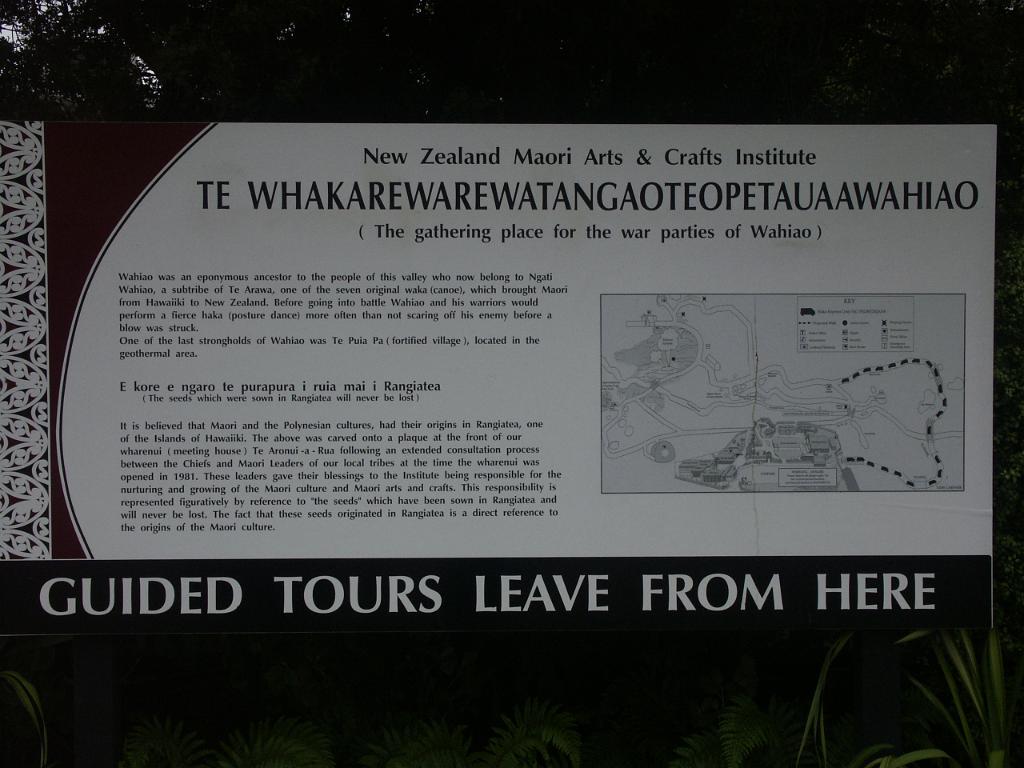 New Zealand Maori Arts & Crafts Institute
TE WHAKAREWAREWATANGAOTEOPETAUAAWAHIAO
( The gathering place for the war parties of Wahiao )
Wahiao was an eponymous ancestor to the people of this valley who now belong to Ngati
Wahiao, a subtribe of Te Arawa, one of the seven original waka (canoe), which brought Maori
from Hawaiiki to New Zealand. Before going into battle Wahiao and his warriors would
perform a fierce haka (posture dance) more often than not scaring off his enemy before a
blow was struck.
One of the last strongholds of Wahiao was Te Puia Pa ( fortified village ), located in the
geothermal area.
E kore e ngaro te purapura i ruia mai i Rangiatea
( The seeds which were sown in Rangiatea will never be lost )
It is believed that Maori and the Polynesian cultures, had their origins in Rangiatea, one
of the Islands of Hawaiiki. The above was carved onto a plaque at the front of our
wharenui ( meeting house ) Te Aronui -a - Rua following an extended consultation process
between the Chiefs and Maori Leaders of our local tribes at the time the wharenui was
opened in 1981. These leaders gave their blessings to the Institute being responsible for the
nurturing and growing of the Maori culture and Maori arts and crafts. This responsibility is
represented figuratively by reference to "the seeds" which have been sown in Rangiatea and
will never be lost. The fact that these seeds originated in Rangiatea is a direct reference to
the origins of the Maori culture.
KEY
GUIDED TOURS LEAVE FROM HERE